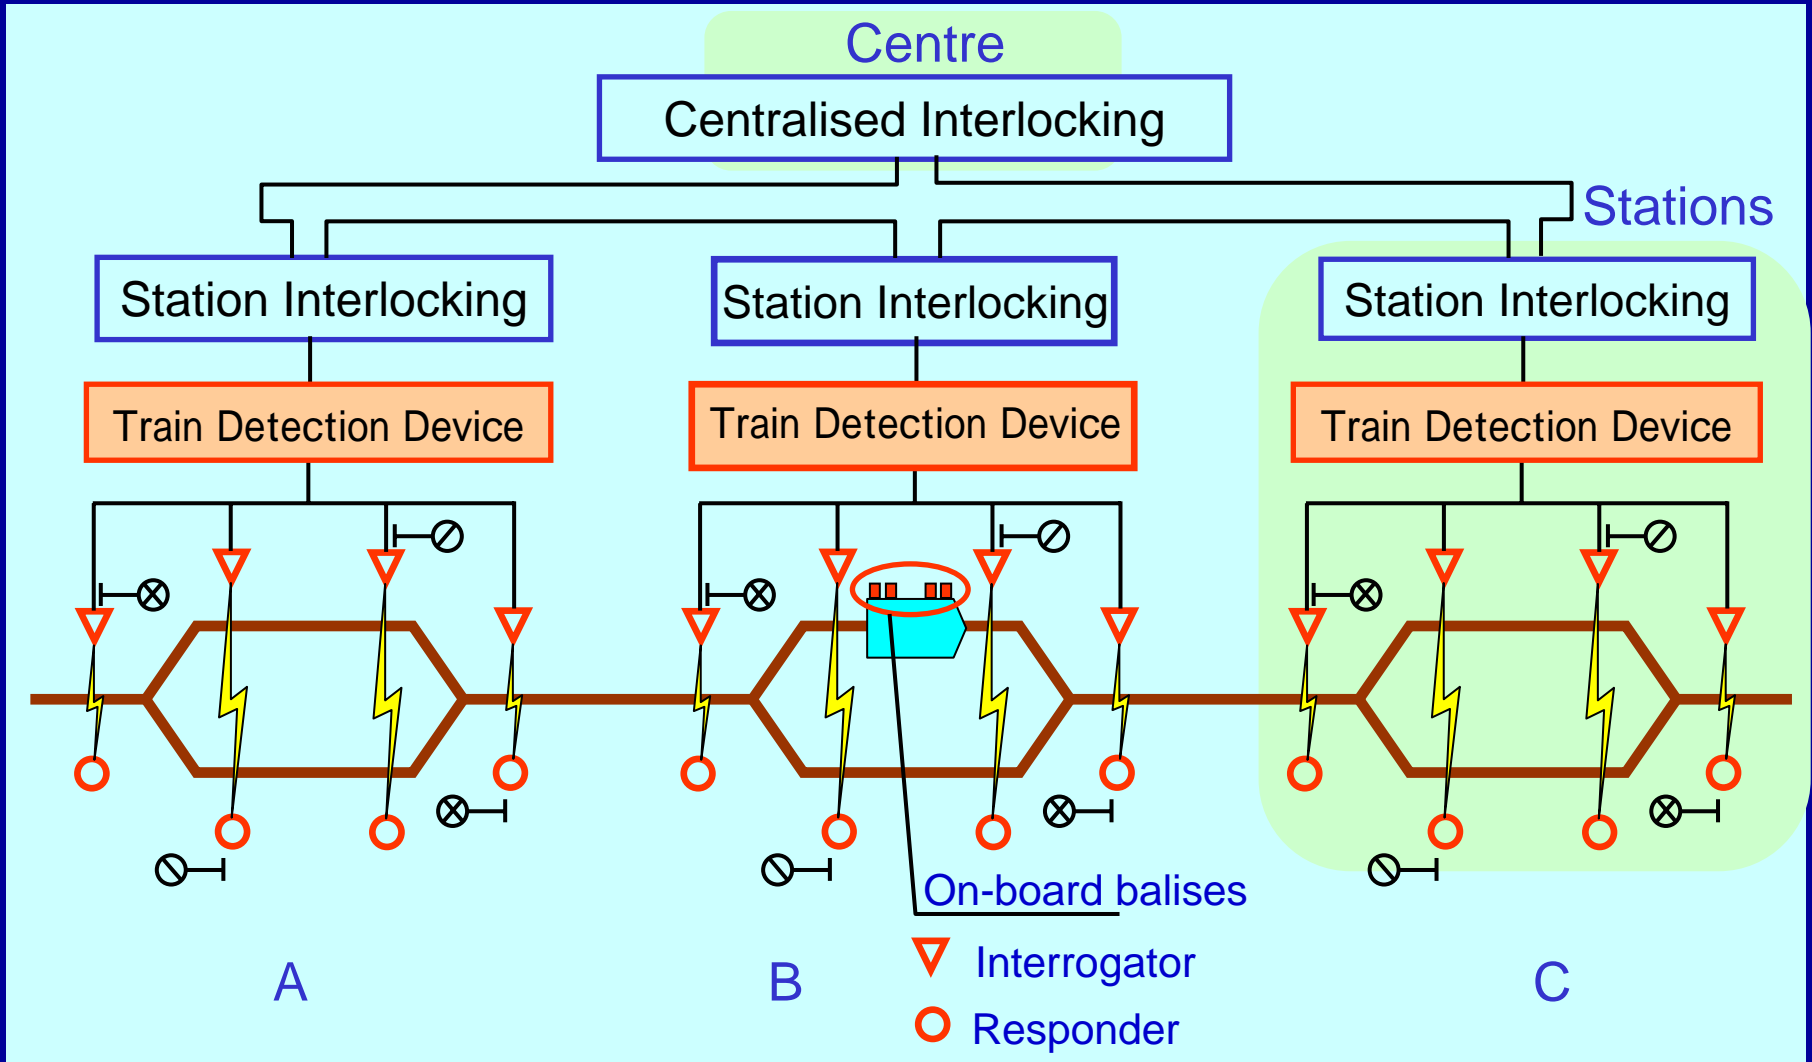 Centre
Centralised Interlocking
Stations
Station Interlocking
Station Interlocking
Station Interlocking
Train Detection Device
Train Detection Device
Train Detection Device
On-board balises
Interrogator
Responder
A
B
C